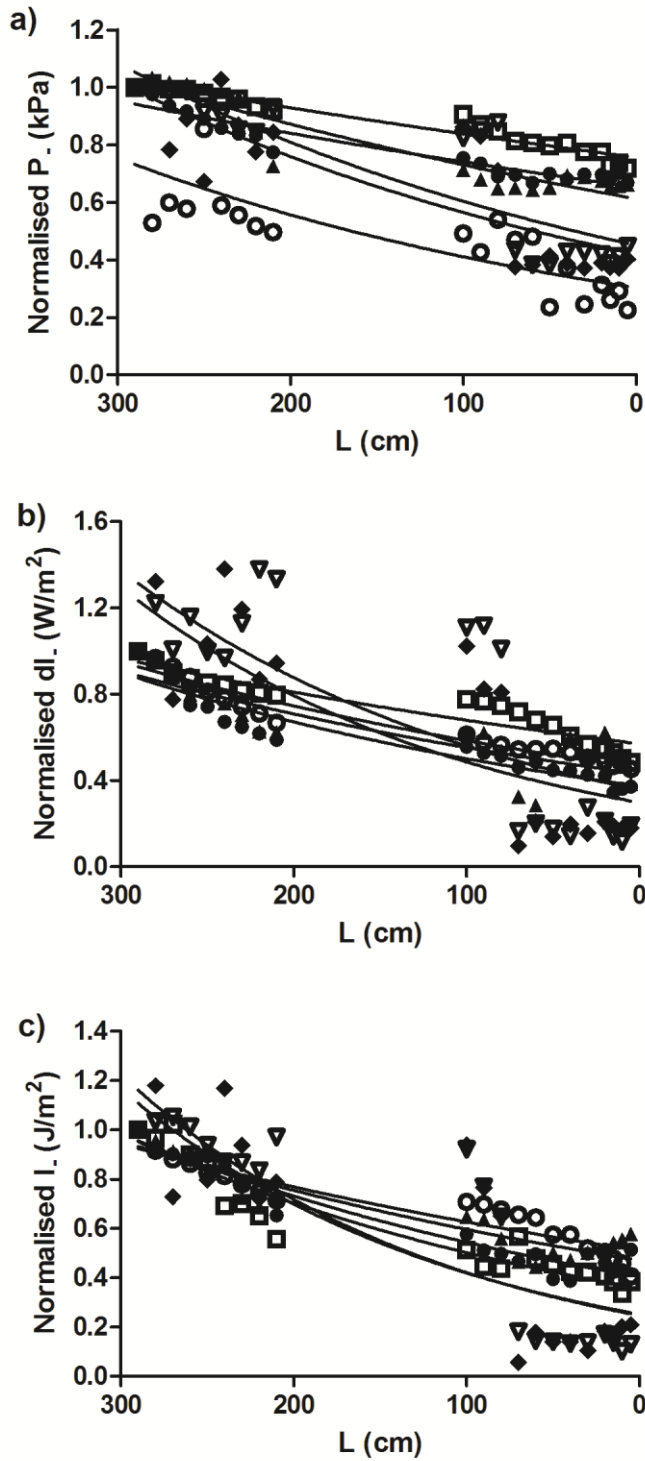 a)
Normalised P- (kPa)
1.2
1.0
0.8
0.6
0.4
0.2
0.0
300 200 100 0
L (cm)
b)
Normalised dI- (W/m²)
1.6
1.2
0.8
0.4
0.0
300 200 100 0
L (cm)
c)
Normalised I- (J/m²)
1.4
1.2
1.0
0.8
0.6
0.4
0.2
0.0
300 200 100 0
L (cm)